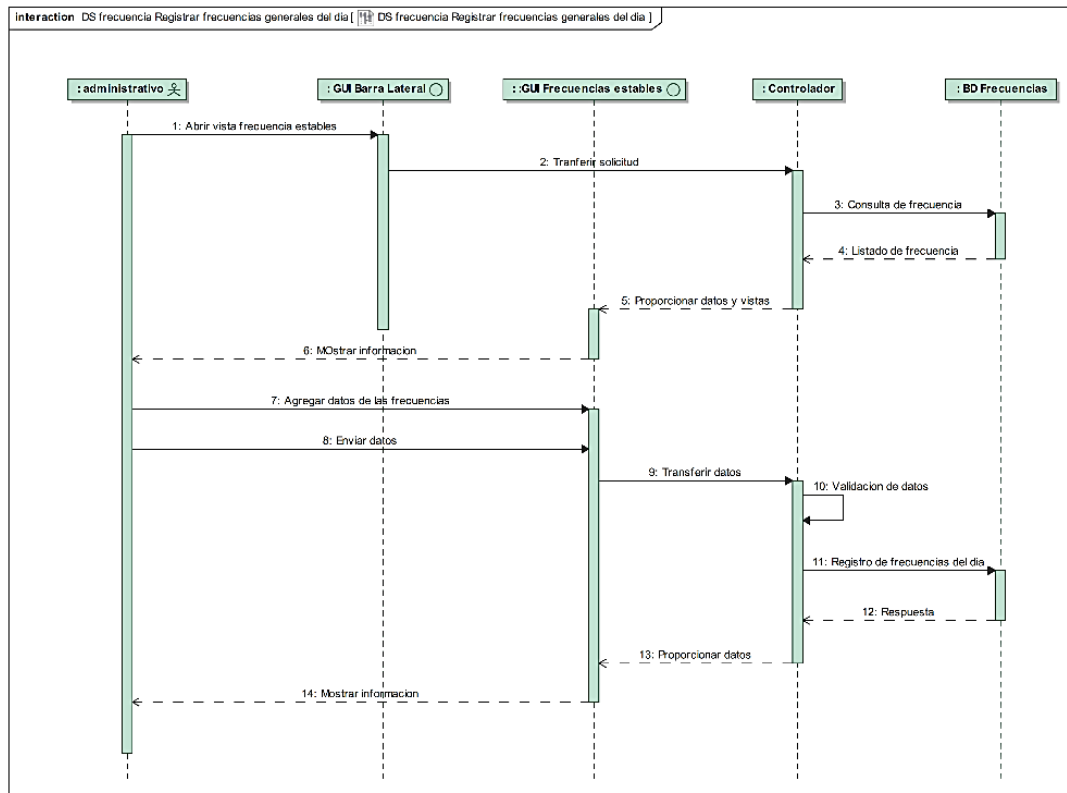 interaction DS frecuencia Registrar frecuencias generales del dia [ DS frecuencia Registrar frecuencias generales del dia ]
: administrativo
: GUI Barra Lateral
: :GUI Frecuencias estables
: Controlador
: BD Frecuencias
1: Abrir vista frecuencia estables
2: Tranferir solicitud
3: Consulta de frecuencia
4: Listado de frecuencia
5: Proporcionar datos y vistas
6: MOstrar informacion
7: Agregar datos de las frecuencias
8: Enviar datos
9: Transferir datos
10: Validacion de datos
11: Registro de frecuencias del dia
12: Respuesta
13: Proporcionar datos
14: Mostrar informacion